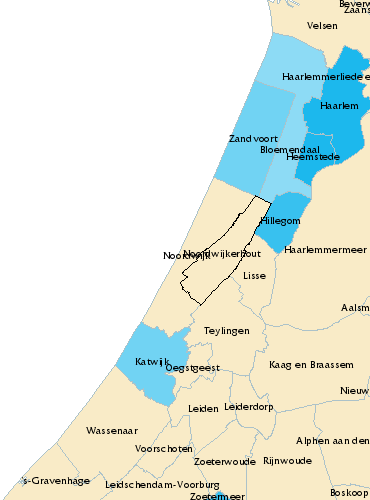 Beverw
Zaans
Velsen
Haarlemmerliede e
Haarlem
Zandvoort
Bloemendaal
Heemstede
Hillegom
Haarlemmermeer
Noordwijk
Noordwijkerhout
Lisse
Aalsm
Teylingen
Katwijk
Oegstgeest
Kaag en Braassem
Nieuw
Leiden
Leiderdorp
Wassenaar
Alphen aan den
Voorschoten
Zoeterwoude
Rijnwoude
's-Gravenhage
Leidschendam-Voorburg
Zoetermeer
Boskoop